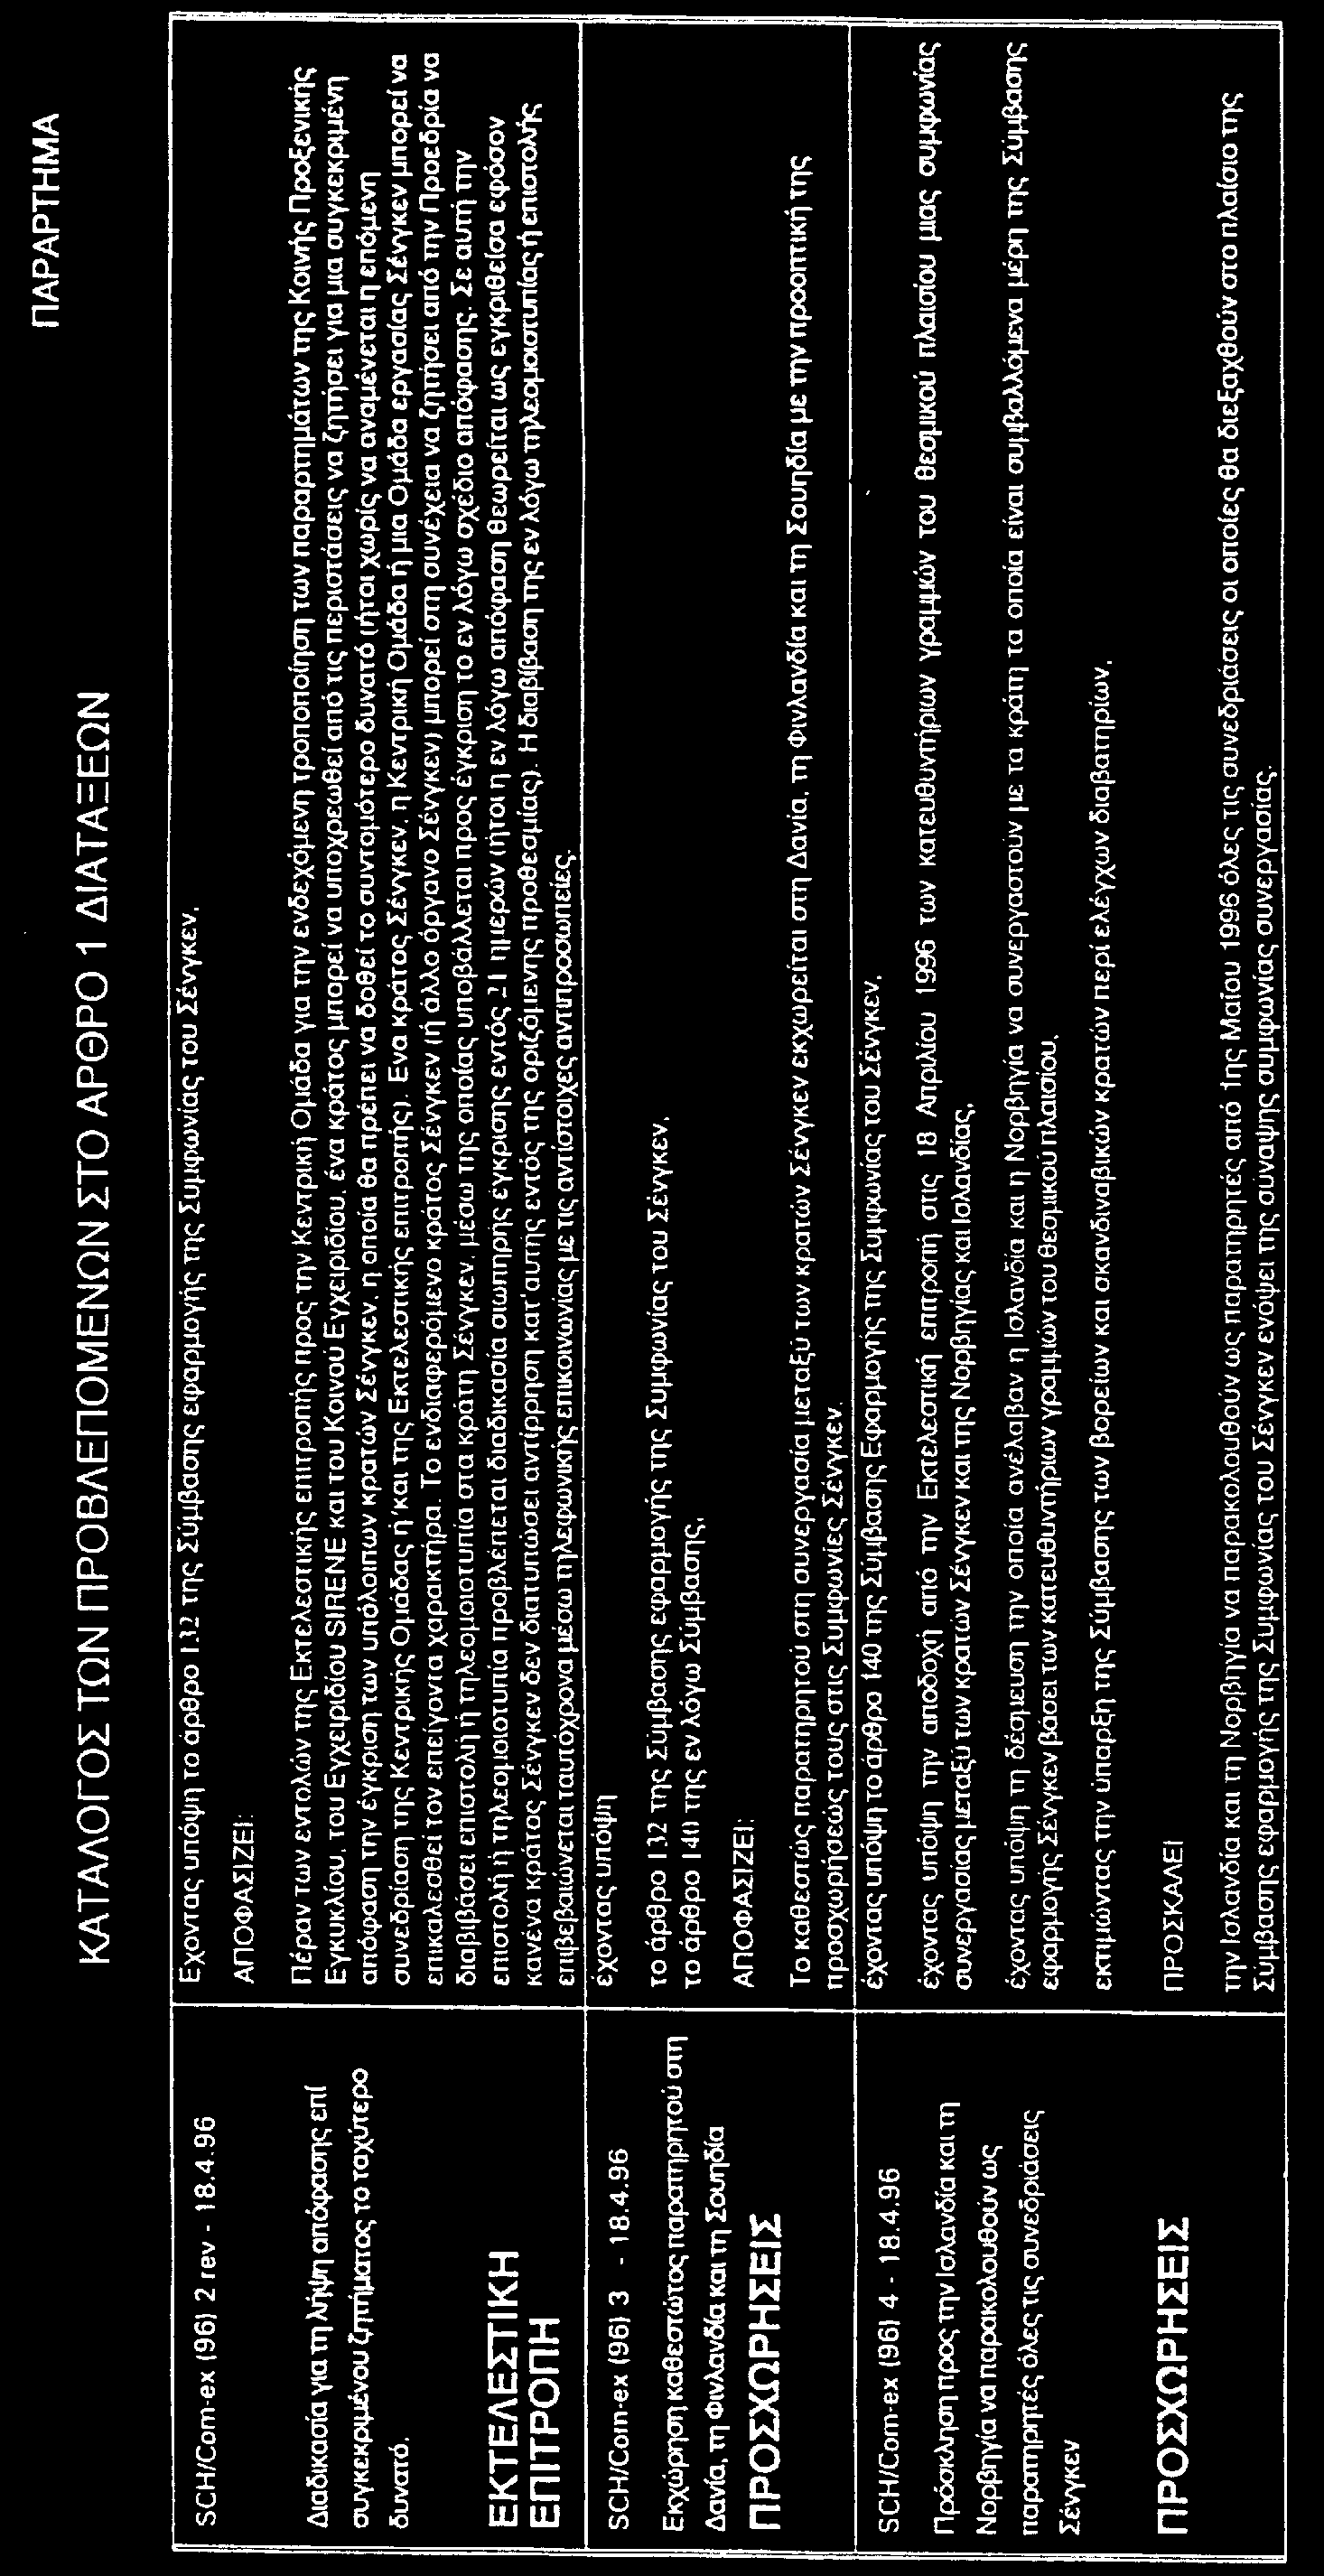 ΠΑΡΑΡΤΗΜΑ
ΚΑΤΑΛΟΓΟΣ ΤΩΝ ΠΡΟΒΛΕΠΟΜΕΝΩΝ ΣΤΟ ΑΡΘΡΟ 1 ΔΙΑΤΑΞΕΩΝ
SCH/Com-ex (96) 2 rev - 18.4.96
Διαδικασία για τη λήψη απόφασης επί
συγκεκριμένου ζητήματος το ταχύτερο
δυνατό.
ΕΚΤΕΛΕΣΤΙΚΗ
ΕΠΙΤΡΟΠΗ
Εχοντας υπόψη το άρθρο 132 της Σύμβασης εφαρμογής της Συμφωνίας του Σένγκεν,
ΑΠΟΦΑΣΙΖΕΙ:
Πέραν των εντολών της Εκτελεστικής επιτροπής προς την Κεντρική Ομάδα για την ενδεχόμενη τροποποίηση των παραρτημάτων της Κοινής Προξενικής
Εγκυκλίου, του Εγχειριδίου SIRENE και του Κοινού Εγχειριδίου, ένα κράτος μπορεί να υποχρεωθεί από τις περιστάσεις να ζητήσει για μια συγκεκριμένη
απόφαση την έγκριση των υπόλοιπων κρατών Σένγκεν, η οποία θα πρέπει να δοθεί το συντομότερο δυνατό (ήτοι χωρίς να αναμένεται η επόμενη
συνεδρίαση της Κεντρικής Ομάδας ή/και της Εκτελεστικής επιτροπής). Ενα κράτος Σένγκεν, η Κεντρική Ομάδα ή μια Ομάδα εργασίας Σένγκεν μπορεί να
επικαλεσθεί τον επείγοντα χαρακτήρα. Το ενδιαφερόμενο κράτος Σένγκεν (ή άλλο όργανο Σένγκεν) μπορεί στη συνέχεια να ζητήσει από την Προεδρία να
διαβιβάσει επιστολή ή τηλεομοιοτυπία στα κράτη Σένγκεν, μέσω της οποίας υποβάλλεται προς έγκριση το εν λόγω σχέδιο απόφασης. Σε αυτή την
επιστολή ή τηλεομοιοτυπία προβλέπεται διαδικασία σιωπηρής έγκρισης εντός 21 ημερών (ήτοι η εν λόγω απόφαση θεωρείται ως εγκριθείσα εφόσον
κανένα κράτος Σένγκεν δεν διατυπώσει αντίρρηση κατ'αυτής εντός της οριζόμενης προθεσμίας). Η διαβίβαση της εν λόγω τηλεομοιοτυπίας ή επιστολής
επιβεβαιώνεται ταυτόχρονα μέσω τηλεφωνικής επικοινωνίας με τις αντίστοιχες αντιπροσωπείες.
SCH/Com-ex (96) 3 - 18.4.96
Εκχώρηση καθεστώτος παρατηρητού στη
Δανία, τη Φινλανδία και τη Σουηδία
ΠΡΟΣΧΩΡΗΣΕΙΣ
έχοντας υπόψη
το άρθρο 132 της Σύμβασης εφαρμογής της Συμφωνίας του Σένγκεν,
το άρθρο 140 της εν λόγω Σύμβασης,
ΑΠΟΦΑΣΙΖΕΙ:
Το καθεστώς παρατηρητού στη συνεργασία μεταξύ των κρατών Σένγκεν εκχωρείται στη Δανία, τη Φινλανδία και τη Σουηδία με την προοπτική της
προσχωρήσεώς τους στις Συμφωνίες Σένγκεν.
SCH/Com-ex (96) 4 - 18.4.96
Πρόσκληση προς την Ισλανδία και τη
Νορβηγία να παρακολουθούν ως
παρατηρητές όλες τις συνεδριάσεις
Σένγκεν
ΠΡΟΣΧΩΡΗΣΕΙΣ
έχοντας υπόψη το άρθρο 140 της Σύμβασης Εφαρμογής της Συμφωνίας του Σένγκεν,
έχοντας υπόψη την αποδοχή από την Εκτελεστική επιτροπή στις 18 Απριλίου 1996 των κατευθυντήριων γραμμών του θεσμικού πλαισίου μιας συμφωνίας
συνεργασίας μεταξύ των κρατών Σένγκεν και της Νορβηγίας και Ισλανδίας,
έχοντας υπόψη τη δέσμευση την οποία ανέλαβαν η Ισλανδία και η Νορβηγία να συνεργαστούν με τα κράτη τα οποία είναι συμβαλλόμενα μέρη της Σύμβασης
εφαρμογής Σένγκεν βάσει των κατευθυντήριων γραμμών του θεσμικού πλαισίου,
εκτιμώντας την ύπαρξη της Σύμβασης των βορείων και σκανδιναβικών κρατών περί ελέγχων διαβατηρίων,
ΠΡΟΣΚΑΛΕΙ
την Ισλανδία και τη Νορβηγία να παρακολουθούν ως παρατηρητές από 1ης Μαΐου 1996 όλες τις συνεδριάσεις οι οποίες θα διεξαχθούν στο πλαίσιο της
Σύμβασης εφαρμογής της Συμφωνίας του Σένγκεν ενόψει της σύναψης συμφωνίας συνεργασίας.